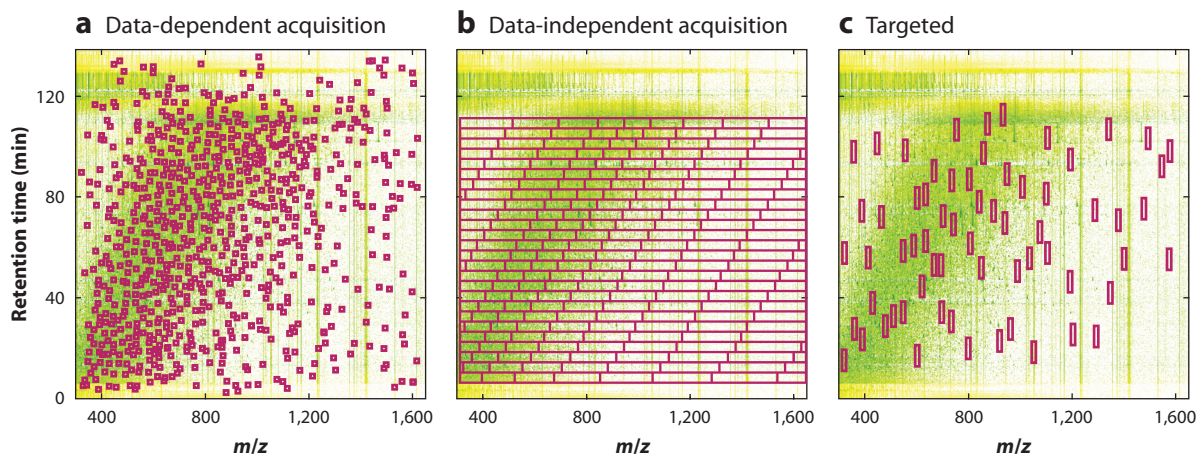 a Data-dependent acquisition
b Data-independent acquisition
c Targeted
Retention time (min)
120
80
40
0
400 800 1,200 1,600
m/z
400 800 1,200 1,600
m/z
400 800 1,200 1,600
m/z